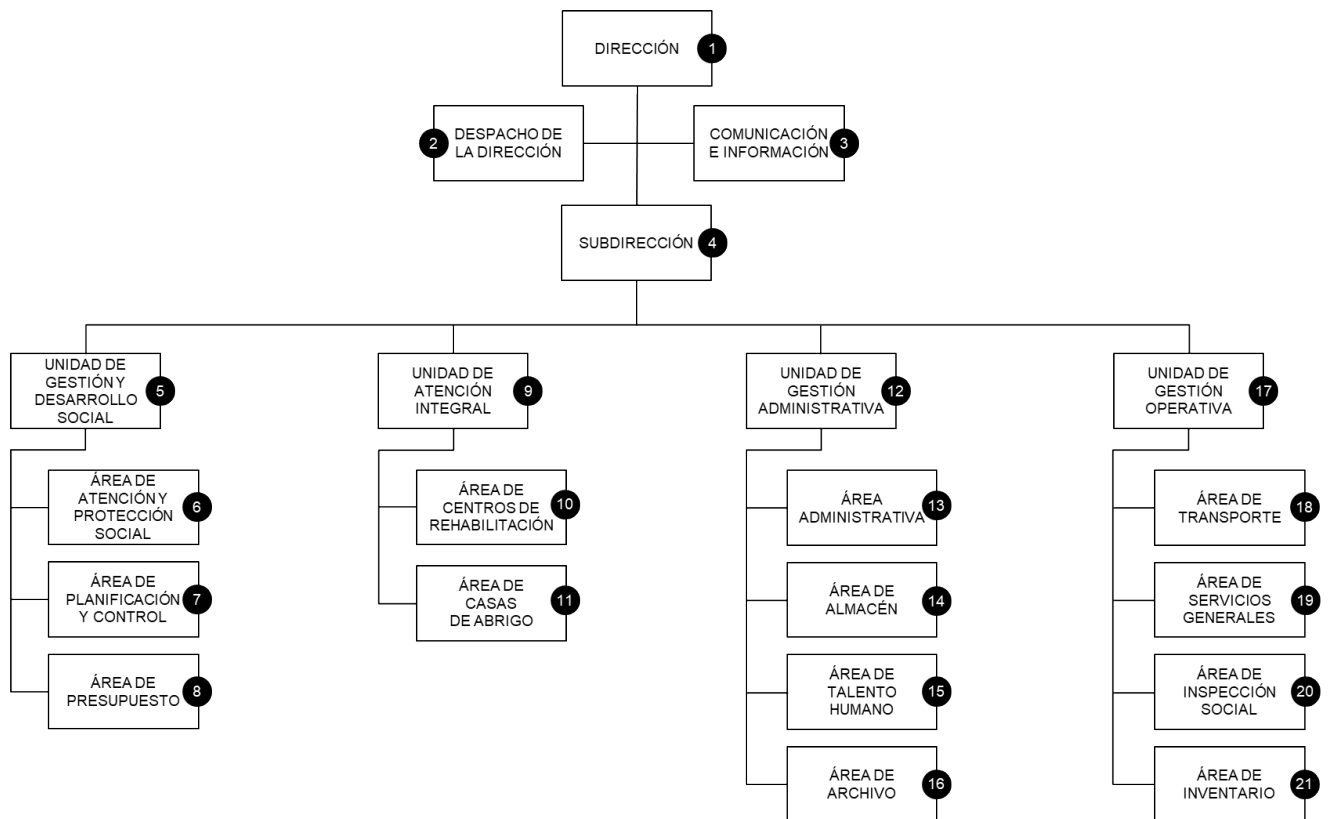 DIRECCIÓN
1
2
DESPACHO DE
LA DIRECCIÓN
COMUNICACIÓN
E INFORMACIÓN
3
SUBDIRECCIÓN
4
UNIDAD DE
GESTIÓN Y
DESARROLLO
SOCIAL
5
ÁREA DE
ATENCIÓN Y
PROTECCIÓN
SOCIAL
6
ÁREA DE
PLANIFICACIÓN
Y CONTROL
7
ÁREA DE
PRESUPUESTO
8
UNIDAD DE
ATENCIÓN
INTEGRAL
9
ÁREA DE
CENTROS DE
REHABILITACIÓN
10
ÁREA DE
CASAS
DE ABRIGO
11
UNIDAD DE
GESTIÓN
ADMINISTRATIVA
12
ÁREA
ADMINISTRATIVA
13
ÁREA DE
ALMACÉN
14
ÁREA DE
TALENTO
HUMANO
15
ÁREA DE
ARCHIVO
16
UNIDAD DE
GESTIÓN
OPERATIVA
17
ÁREA DE
TRANSPORTE
18
ÁREA DE
SERVICIOS
GENERALES
19
ÁREA DE
INSPECCIÓN
SOCIAL
20
ÁREA DE
INVENTARIO
21